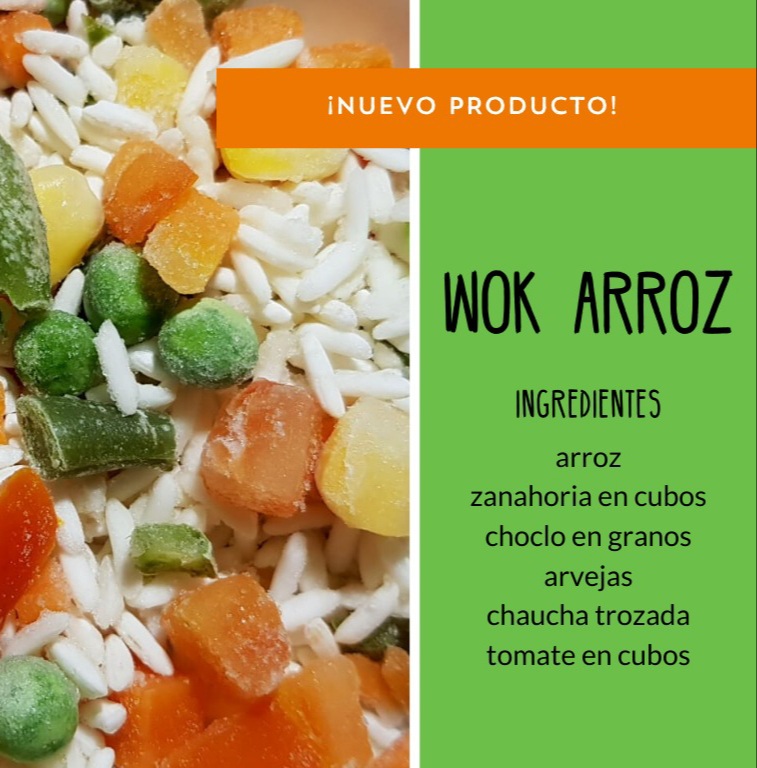 ¡NUEVO PRODUCTO!
WOK ARROZ
INGREDIENTES
arroz
zanahoria en cubos
choclo en granos
arvejas
chaucha trozada
tomate en cubos